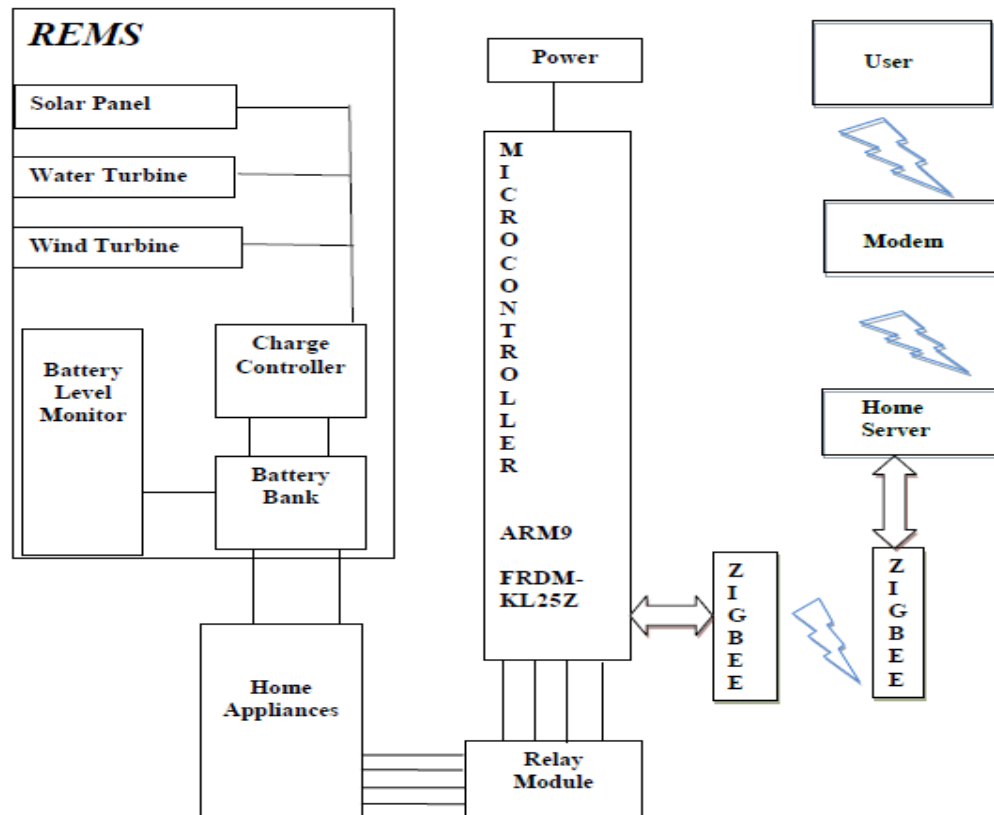 REMS
Solar Panel
Water Turbine
Wind Turbine
Charge
Controller
Battery
Level
Monitor
Battery
Bank
Home
Appliances
Power
M
I
C
R
O
C
O
N
T
R
O
L
L
E
R
ARM9
FRDM-
KL25Z
Relay
Module
Z
I
G
B
E
E
Z
I
G
B
E
E
User
Modem
Home
Server